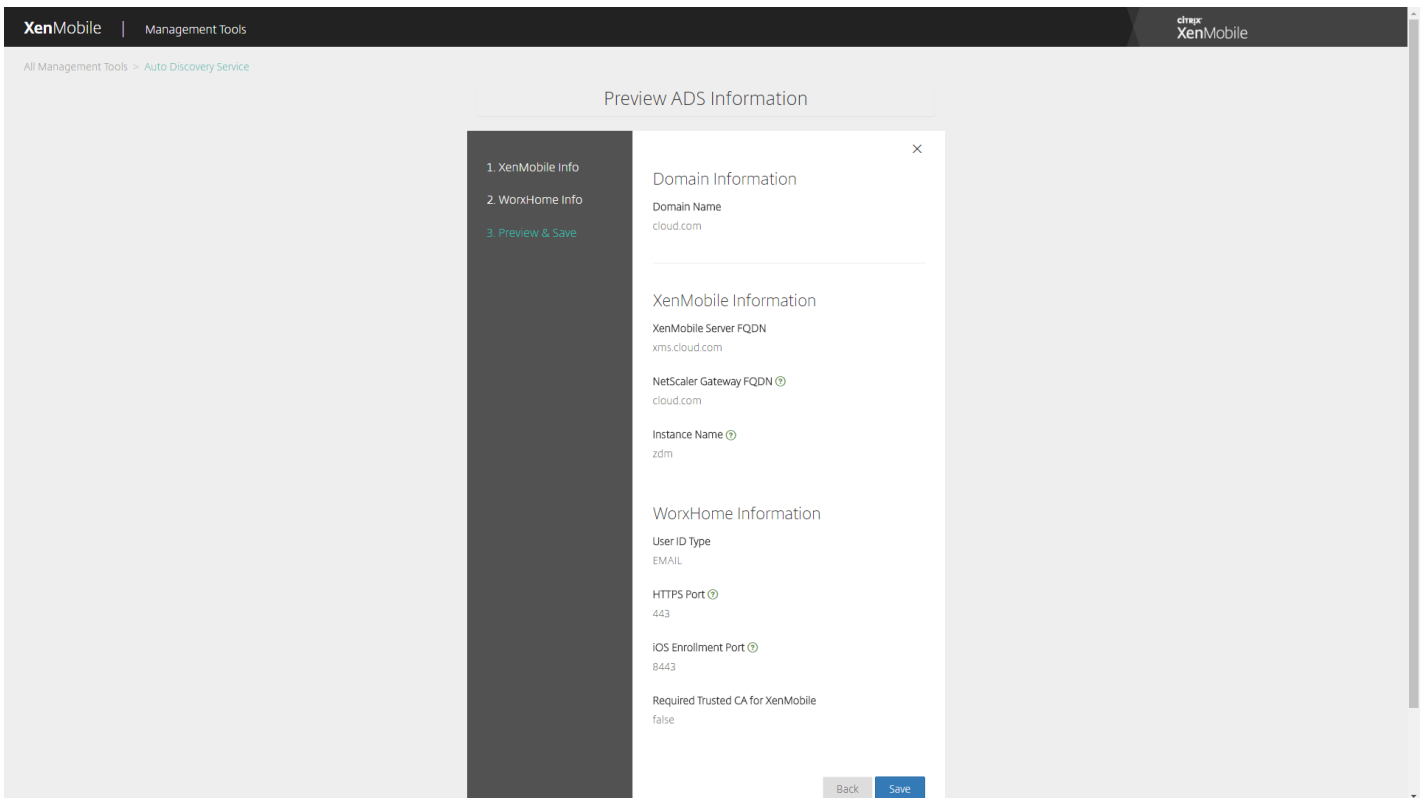 XenMobile | Management Tools
citrix
XenMobile
All Management Tools > Auto Discovery Service
Preview ADS Information
1. XenMobile Info
2. WorxHome Info
3. Preview & Save
Domain Information
Domain Name
cloud.com
XenMobile Information
XenMobile Server FQDN
xms.cloud.com
NetScaler Gateway FQDN ?
cloud.com
Instance Name ?
zdm
WorxHome Information
User ID Type
EMAIL
HTTPS Port ?
443
iOS Enrollment Port ?
8443
Required Trusted CA for XenMobile
false
Back Save